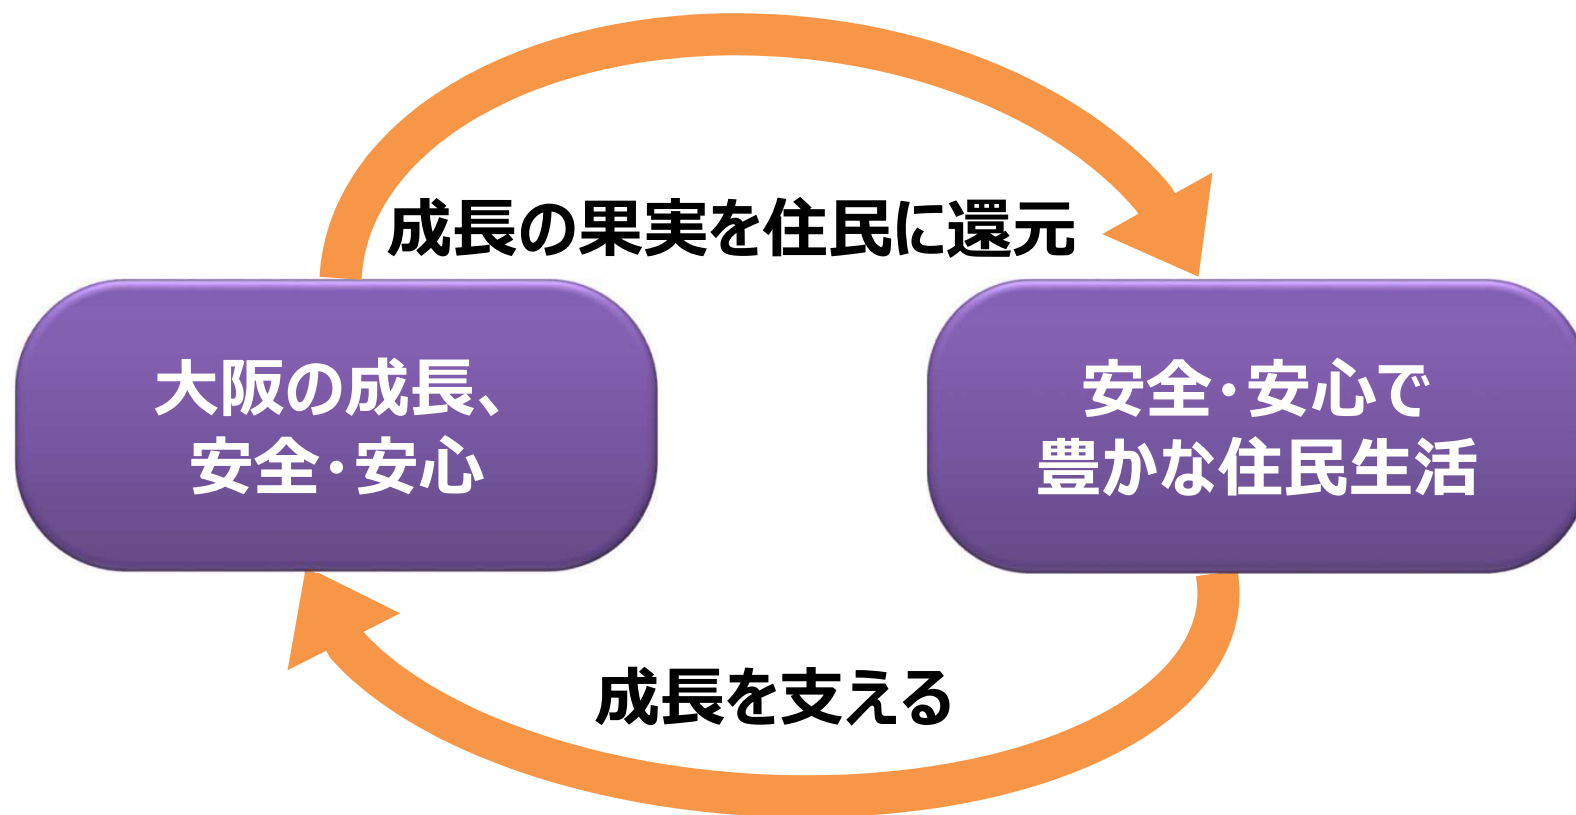 成長の果実を住民に還元
大阪の成長、
安全・安心
安全・安心で
豊かな住民生活
成長を支える